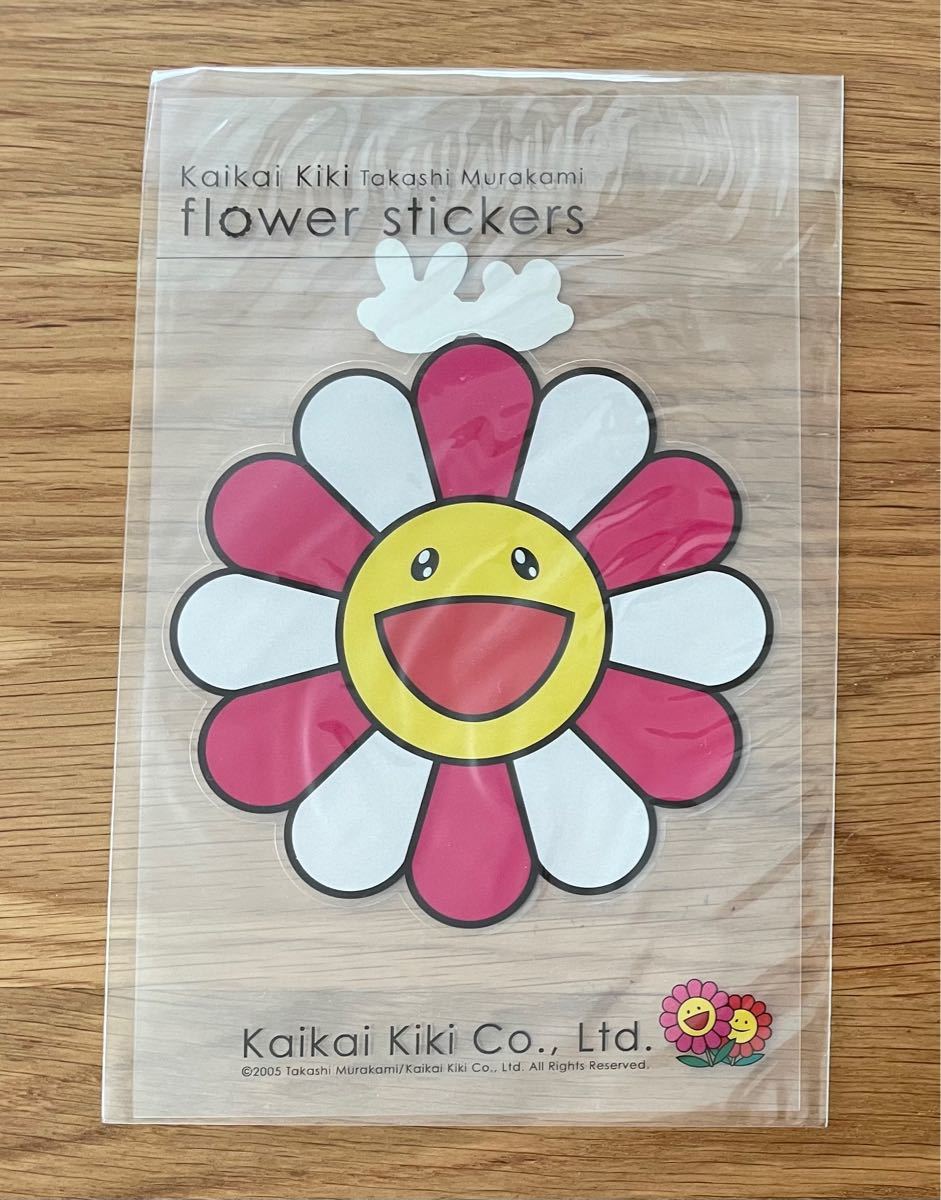 Kaikai Kiki Takashi Murakami
flower stickers
Kaikai Kiki Co., Ltd.
©2005 Takashi Murakami/Kaikai Kiki Co., Ltd. All Rights Reserved.